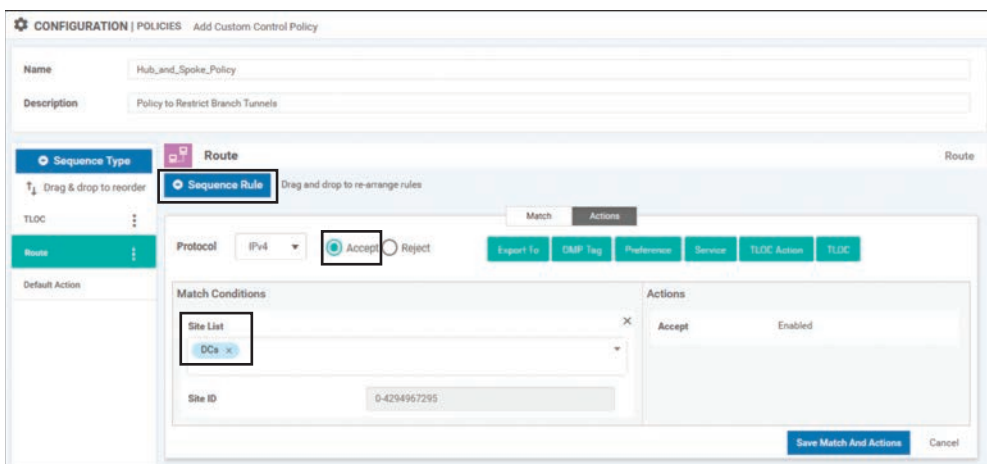 CONFIGURATION | POLICIES Add Custom Control Policy
Name Hub_and_Spoke_Policy
Description Policy to Restrict Branch Tunnels
Sequence Type
Drag & drop to reorder
TLOC
Route
Default Action
Route Route
Sequence Rule Drag and drop to re-arrange rules
Match Actions
Protocol IPv4 Accept Reject Export To OMP Tag Preference Service TLOC Action TLOC
Match Conditions Actions
Site List
DCs ×
Accept Enabled
Site ID 0-4294967295
Save Match And Actions Cancel